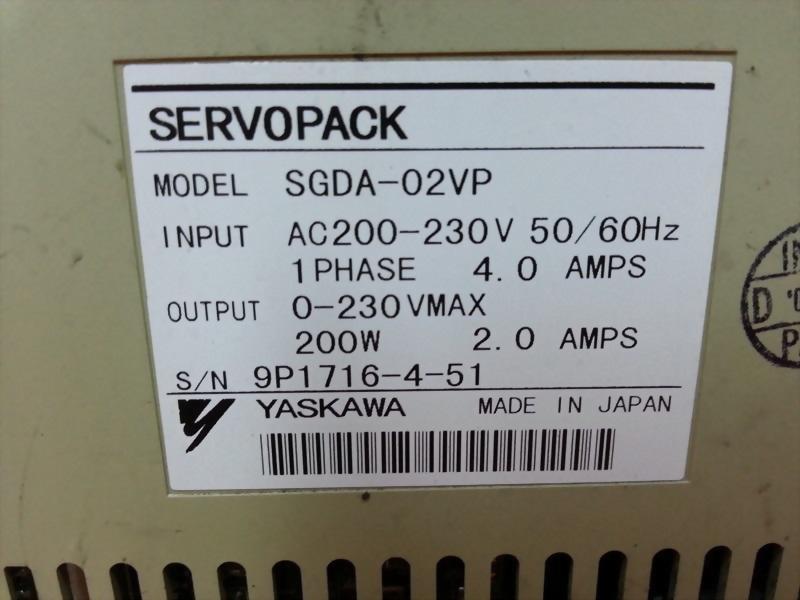 SERVOPACK
MODEL SGDA-02VP
INPUT AC200-230V 50/60Hz
1PHASE 4.0 AMPS
OUTPUT 0-230VMAX
200W 2.0 AMPS
S/N 9P1716-4-51
YASKAWA MADE IN JAPAN